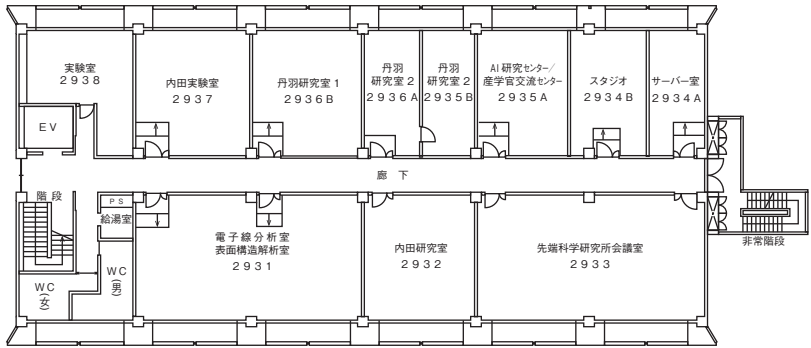 実験室
2938
内田実験室
2937
丹羽研究室1
2936B
丹羽
研究室2
2936A
丹羽
研究室2
2935B
AI研究センター/
産学官交流センター
2935A
スタジオ
2934B
サーバー室
2934A
EV
廊下
階段
PS
給湯室
電子線分析室
表面構造解析室
2931
内田研究室
2932
先端科学研究所会議室
2933
非常階段
WC
(男)
WC
(女)